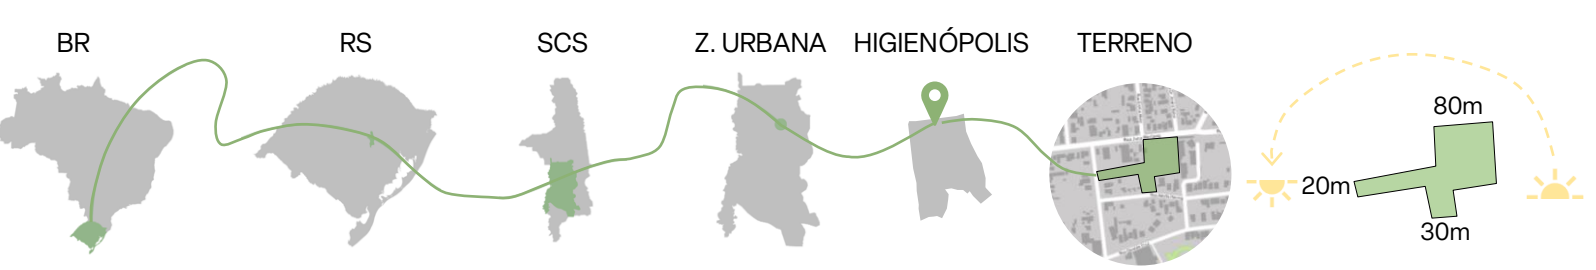 BR
RS
SCS
Z. URBANA
HIGIENÓPOLIS
TERRENO
80m
20m
30m